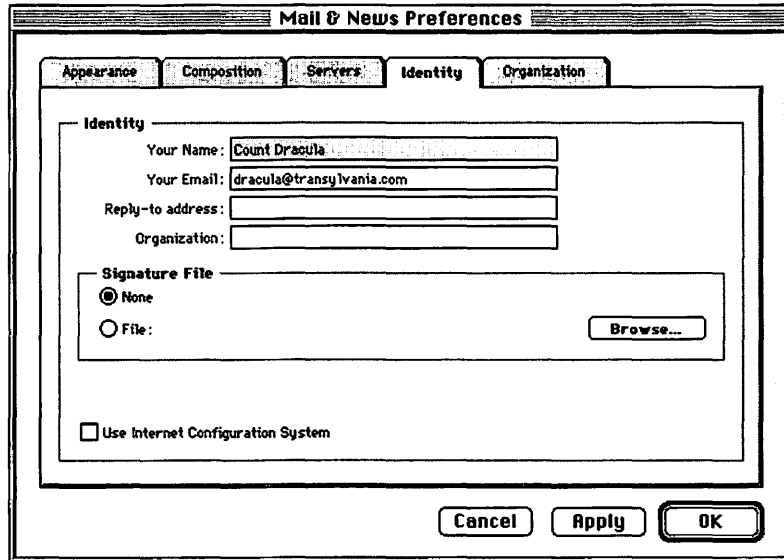 Mail & News Preferences
Appearance Composition Servers Identity Organization
Identity
Your Name: Count Dracula
Your Email: dracula@transylvania.com
Reply-to address:
Organization:
Signature File
None
File:
Browse...
Use Internet Configuration System
Cancel Apply OK